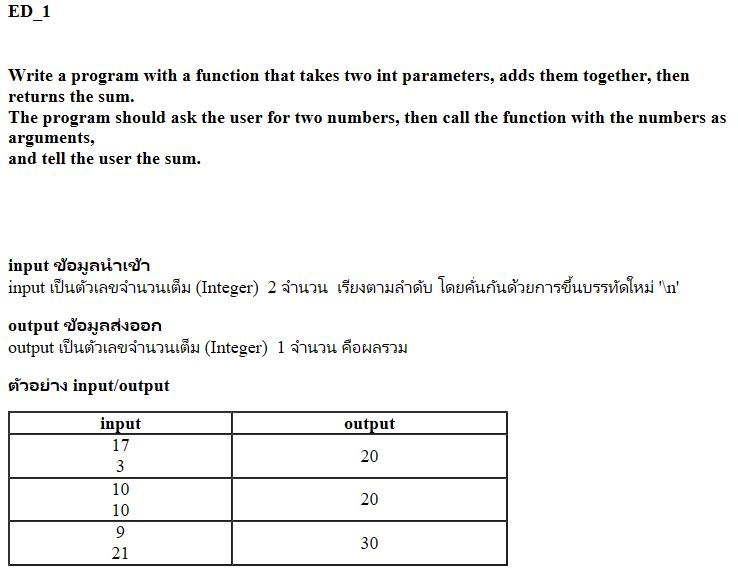 ED_1
Write a program with a function that takes two int parameters, adds them together, then
returns the sum.
The program should ask the user for two numbers, then call the function with the numbers as
arguments,
and tell the user the sum.
input ข้อมูลนำเข้า
input เป็นตัวเลขจำนวนเต็ม (Integer) 2 จำนวน เรียงตามลำดับ โดยคั่นกันด้วยการขึ้นบรรทัดใหม่ '\n'
output ข้อมูลส่งออก
output เป็นตัวเลขจำนวนเต็ม (Integer) 1 จำนวน คือผลรวม
ตัวอย่าง input/output
input output
17
3
20
10
10
20
9
21
30